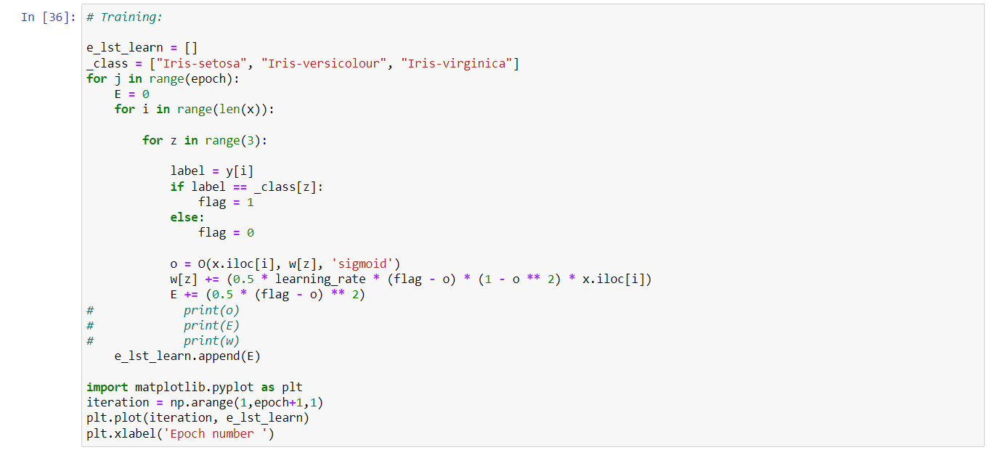 In [36]: # Training:
e_lst_learn = []
_class = ["Iris-setosa", "Iris-versicolour", "Iris-virginica"]
for j in range(epoch):
    E = 0
    for i in range(len(x)):
        for z in range(3):
            label = y[i]
            if label == _class[z]:
                flag = 1
            else:
                flag = 0
            o = O(x.iloc[i], w[z], 'sigmoid')
            w[z] += (0.5 * learning_rate * (flag - o) * (1 - o ** 2) * x.iloc[i])
            E += (0.5 * (flag - o) ** 2)
#             print(o)
#             print(E)
#             print(w)
    e_lst_learn.append(E)
import matplotlib.pyplot as plt
iteration = np.arange(1,epoch+1,1)
plt.plot(iteration, e_lst_learn)
plt.xlabel('Epoch number ')